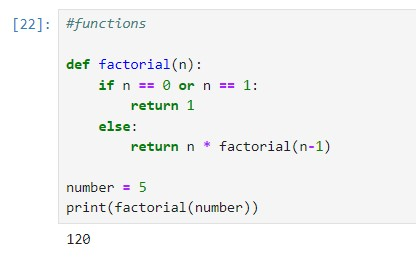 [22]: #functions
def factorial(n):
    if n == 0 or n == 1:
        return 1
    else:
        return n * factorial(n-1)
number = 5
print(factorial(number))
120